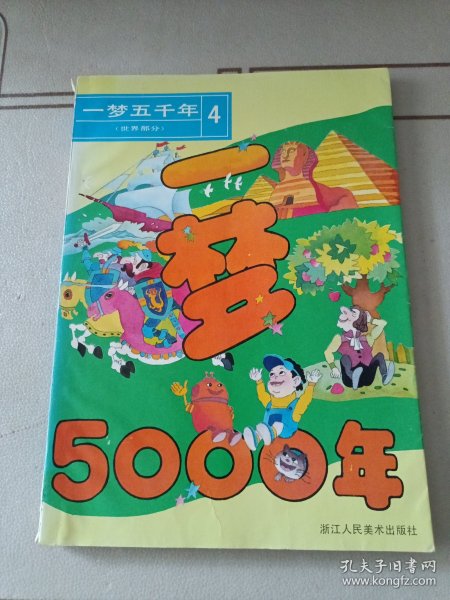 一梦五千年
4
（世界部分）
一梦
5000年
浙江人民美术出版社
孔夫子旧书网
www.kongfz.com